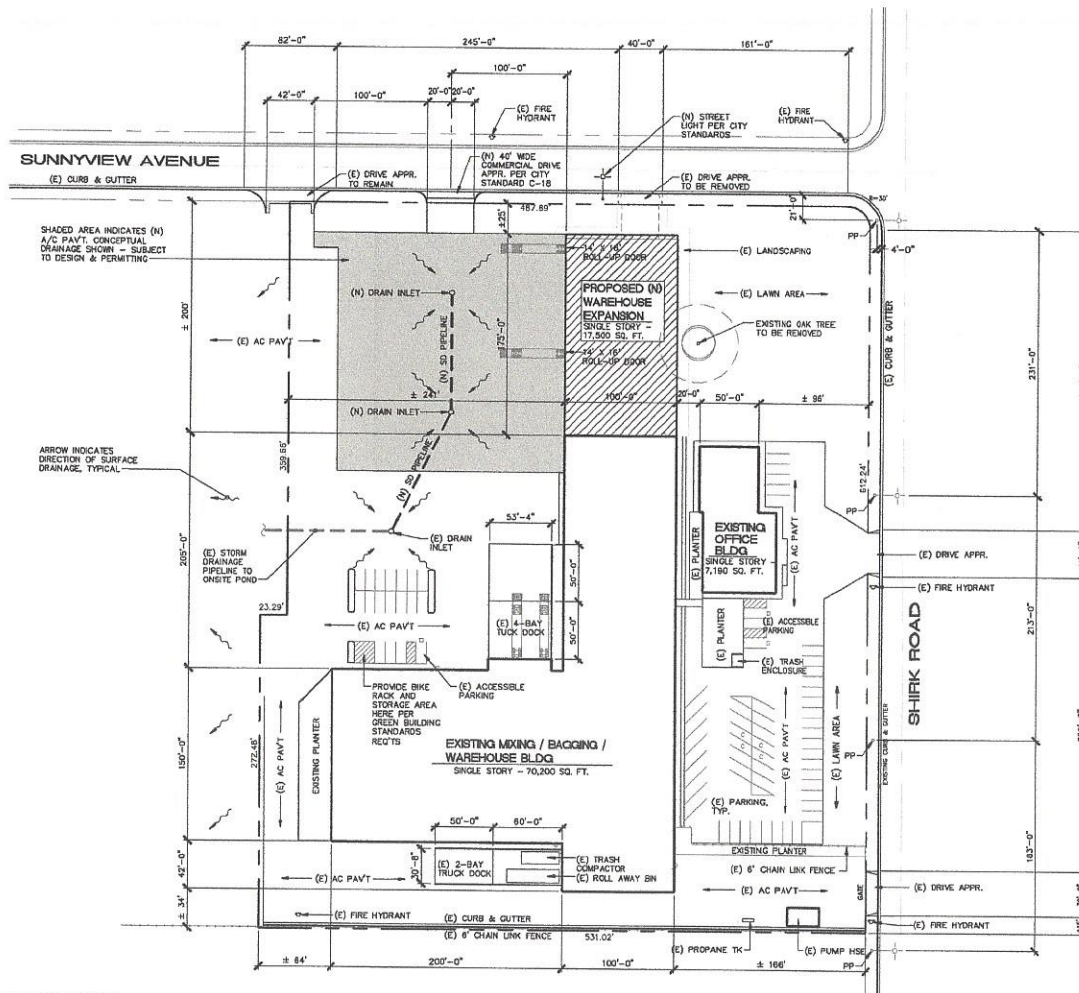 82'-0"
245'-0"
40'-0"
161'-0"
100'-0"
42'-0"
100'-0"
20'-0"
20'-0"
(E) FIRE
HYDRANT
(N) STREET
LIGHT PER CITY
STANDARDS
(E) FIRE
HYDRANT
SUNNYVIEW AVENUE
(E) CURB & GUTTER
(E) DRIVE APPR.
TO REMAIN
(N) 40' WIDE
COMMERCIAL DRIVE
APPR. PER CITY
STANDARD C-18
(E) DRIVE APPR.
TO BE REMOVED
467.69'
±25'
21'-0"
R-30'
PP
4'-0"
SHADED AREA INDICATES (N)
A/C PAV'T. CONCEPTUAL
DRAINAGE SHOWN - SUBJECT
TO DESIGN & PERMITTING
14' X 16'
ROLL-UP DOOR
(E) LANDSCAPING
(N) DRAIN INLET
PROPOSED (N)
WAREHOUSE
EXPANSION
SINGLE STORY -
17,500 SQ. FT.
(E) LAWN AREA
± 200'
(E) AC PAV'T
(N) SD PIPELINE
175'-0"
14' X 16'
ROLL-UP DOOR
EXISTING OAK TREE
TO BE REMOVED
(E) CURB & GUTTER
231'-0"
± 241'
100'-0"
20'-0"
50'-0"
± 96'
(N) DRAIN INLET
ARROW INDICATES
DIRECTION OF SURFACE
DRAINAGE, TYPICAL
359.66'
(N) SD PIPELINE
612.24'
PP
53'-4"
(E) DRAIN
INLET
(E) STORM
DRAINAGE
PIPELINE TO
ONSITE POND
205'-0"
50'-0"
50'-0"
(E) PLANTER
EXISTING
OFFICE
BLDG
SINGLE STORY -
7,190 SQ. FT.
(E) AC PAV'T
(E) DRIVE APPR.
(E) FIRE HYDRANT
23.29'
(E) AC PAV'T
(E) 4-BAY
TUCK DOCK
(E) PLANTER
(E) ACCESSIBLE
PARKING
(E) TRASH
ENCLOSURE
213'-0"
SHIRK ROAD
PROVIDE BIKE
RACK AND
STORAGE AREA
HERE PER
GREEN BUILDING
STANDARDS
REQ'TS
(E) ACCESSIBLE
PARKING
EXISTING MIXING / BAGGING /
WAREHOUSE BLDG
SINGLE STORY - 70,200 SQ. FT.
150'-0"
272.48'
(E) AC PAV'T
EXISTING PLANTER
(E) AC PAV'T
(E) LAWN AREA
PP
EXISTING CURB & GUTTER
(E) PARKING,
TYP.
50'-0"
60'-0"
30'-8"
(E) 2-BAY
TRUCK DOCK
(E) TRASH
COMPACTOR
(E) ROLL AWAY BIN
EXISTING PLANTER
(E) 6' CHAIN LINK FENCE
183'-0"
42'-0"
(E) AC PAV'T
(E) AC PAV'T
GATE
(E) DRIVE APPR.
± 34'
(E) FIRE HYDRANT
(E) CURB & GUTTER
(E) FIRE HYDRANT
(E) 6' CHAIN LINK FENCE
531.02'
(E) PROPANE TK
(E) PUMP HSE
PP
± 64'
200'-0"
100'-0"
± 166'